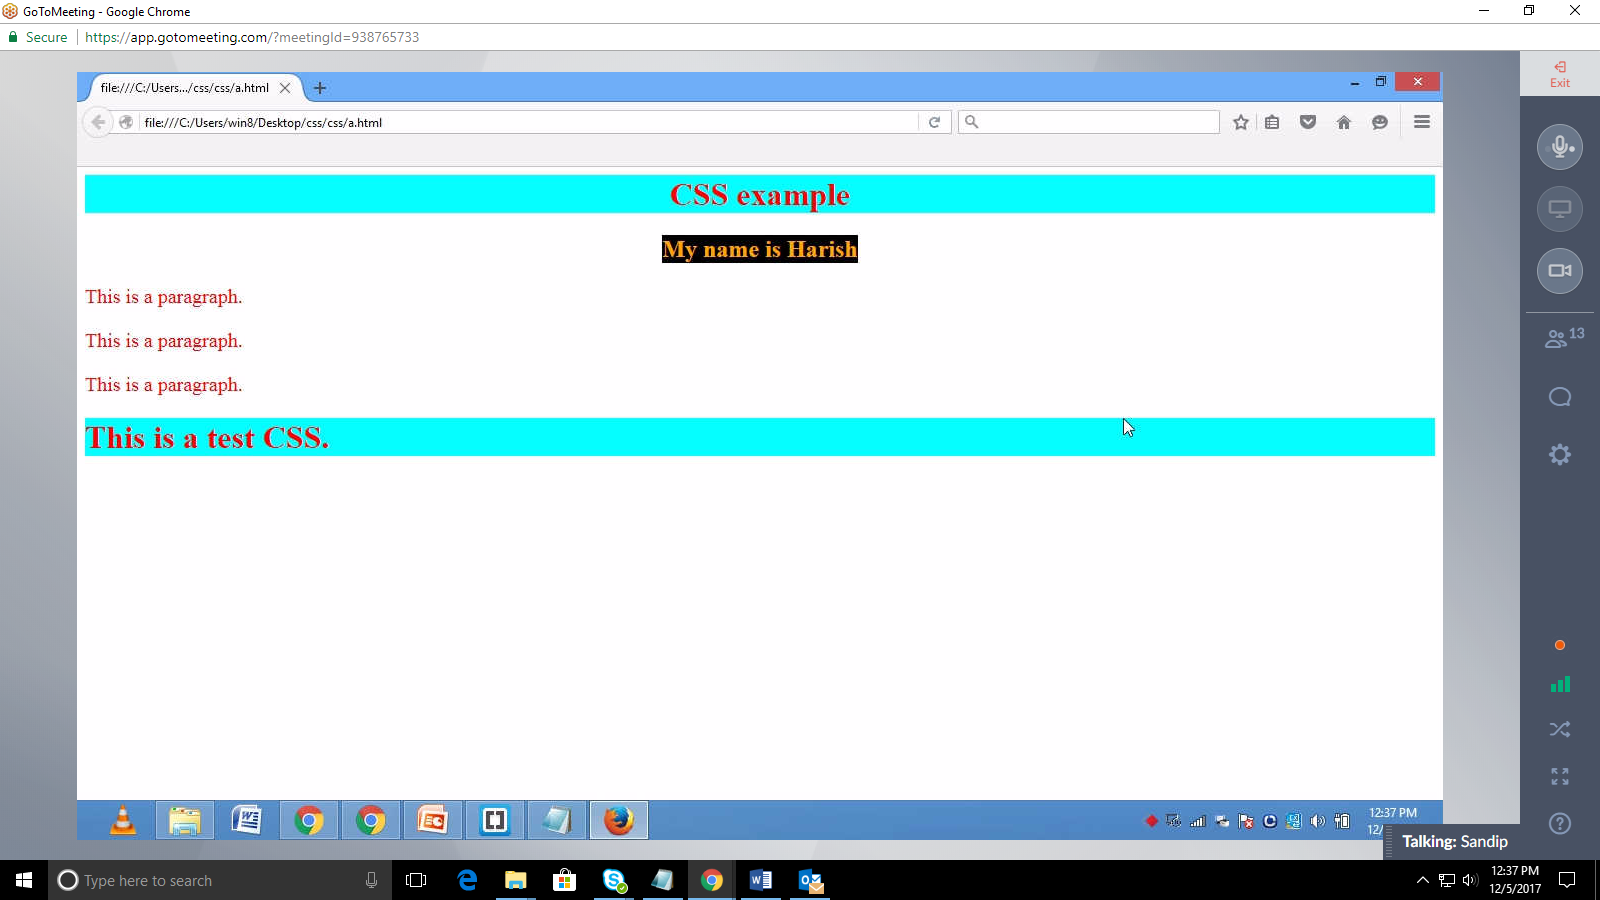 GoToMeeting - Google Chrome
Secure https://app.gotomeeting.com/?meetingId=938765733
Exit
file:///C:/Users.../css/css/a.html
file:///C:/Users/win8/Desktop/css/css/a.html
CSS example
My name is Harish
This is a paragraph.
This is a paragraph.
This is a paragraph.
This is a test CSS.
13
12:37 PM
12/
Talking: Sandip
Type here to search
12:37 PM
12/5/2017